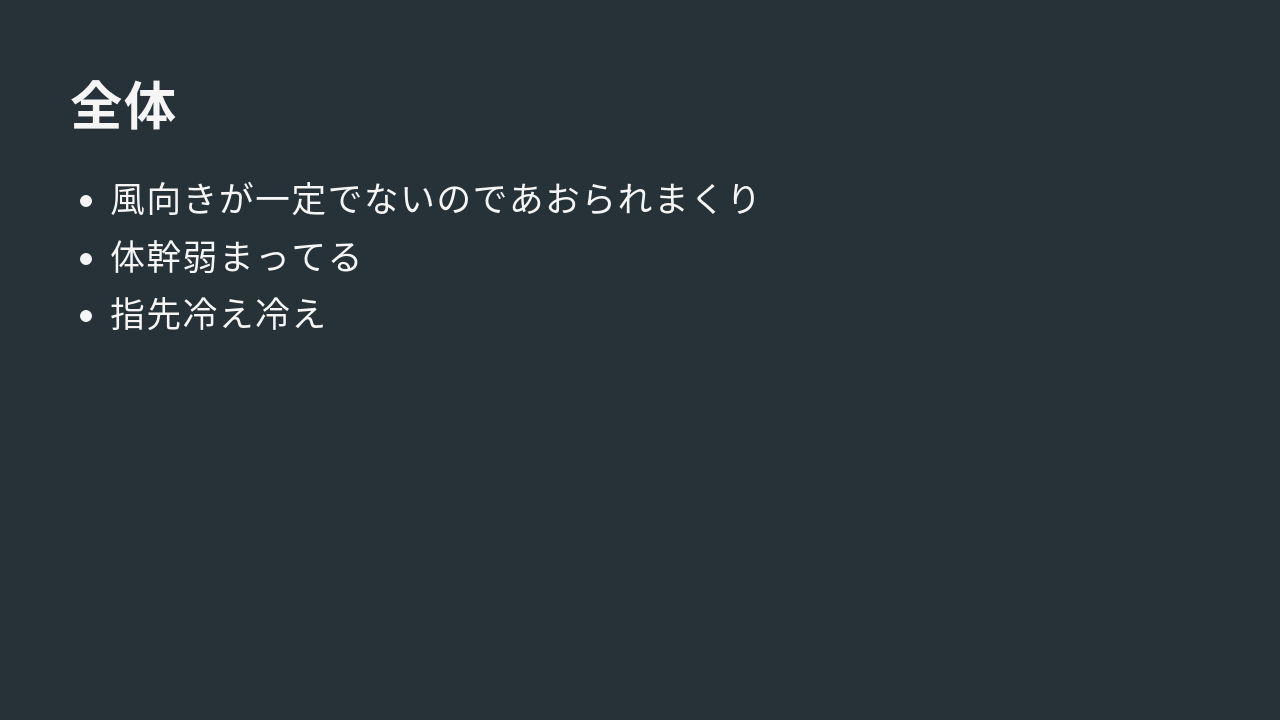 全体
風向きが一定でないのであおられまくり
体幹弱まってる
指先冷え冷え